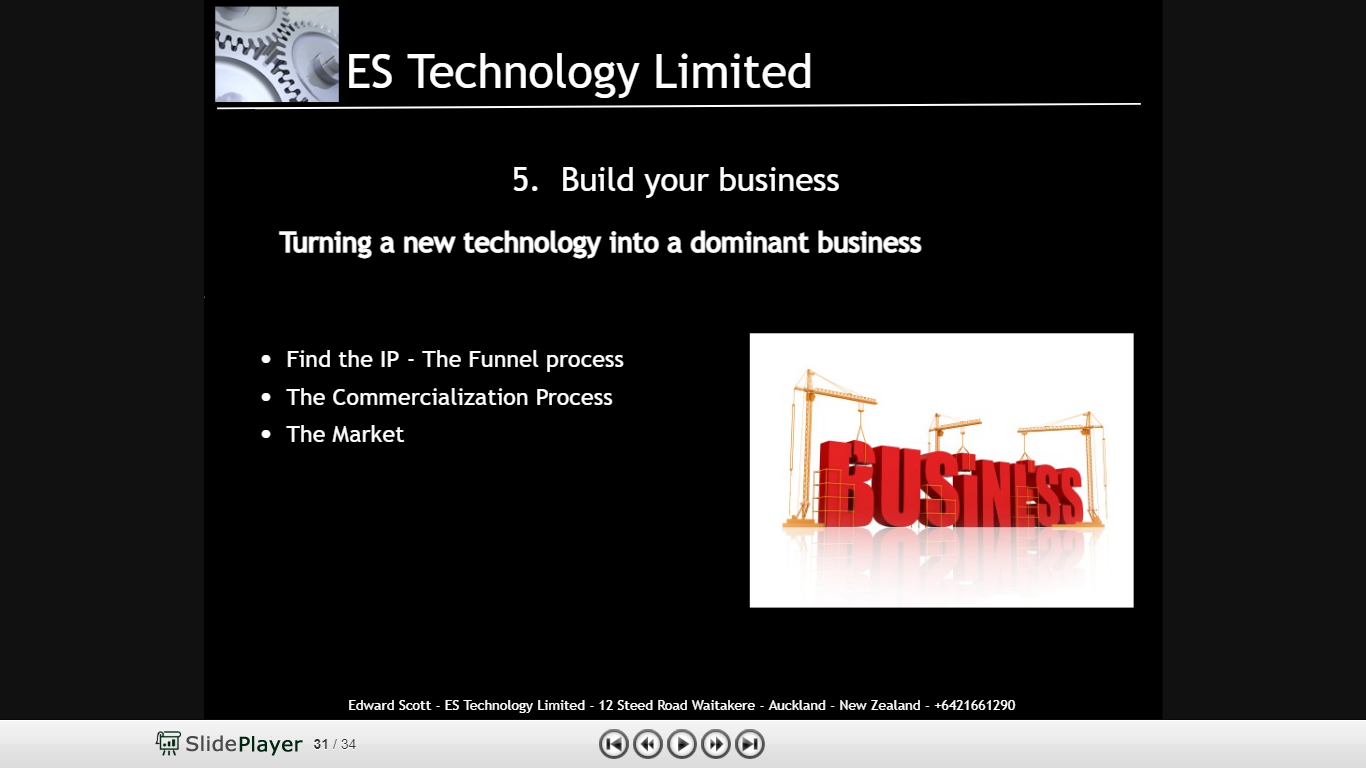 ES Technology Limited
5. Build your business
Turning a new technology into a dominant business
• Find the IP - The Funnel process
• The Commercialization Process
• The Market
BUSiNESS
Edward Scott - ES Technology Limited - 12 Steed Road Waitakere - Auckland - New Zealand - +6421661290
SlidePlayer 31 / 34